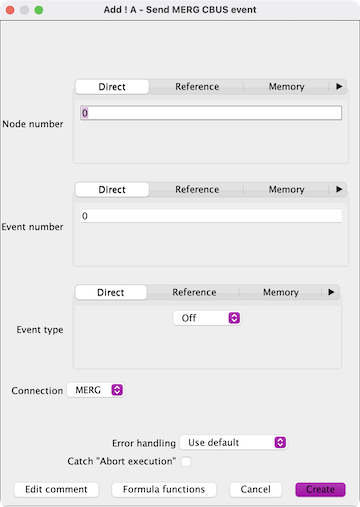 Add ! A - Send MERG CBUS event
Direct Reference Memory ▶
Node number 0
Direct Reference Memory ▶
Event number 0
Direct Reference Memory ▶
Event type Off
Connection MERG
Error handling Use default
Catch "Abort execution"
Edit comment Formula functions Cancel Create